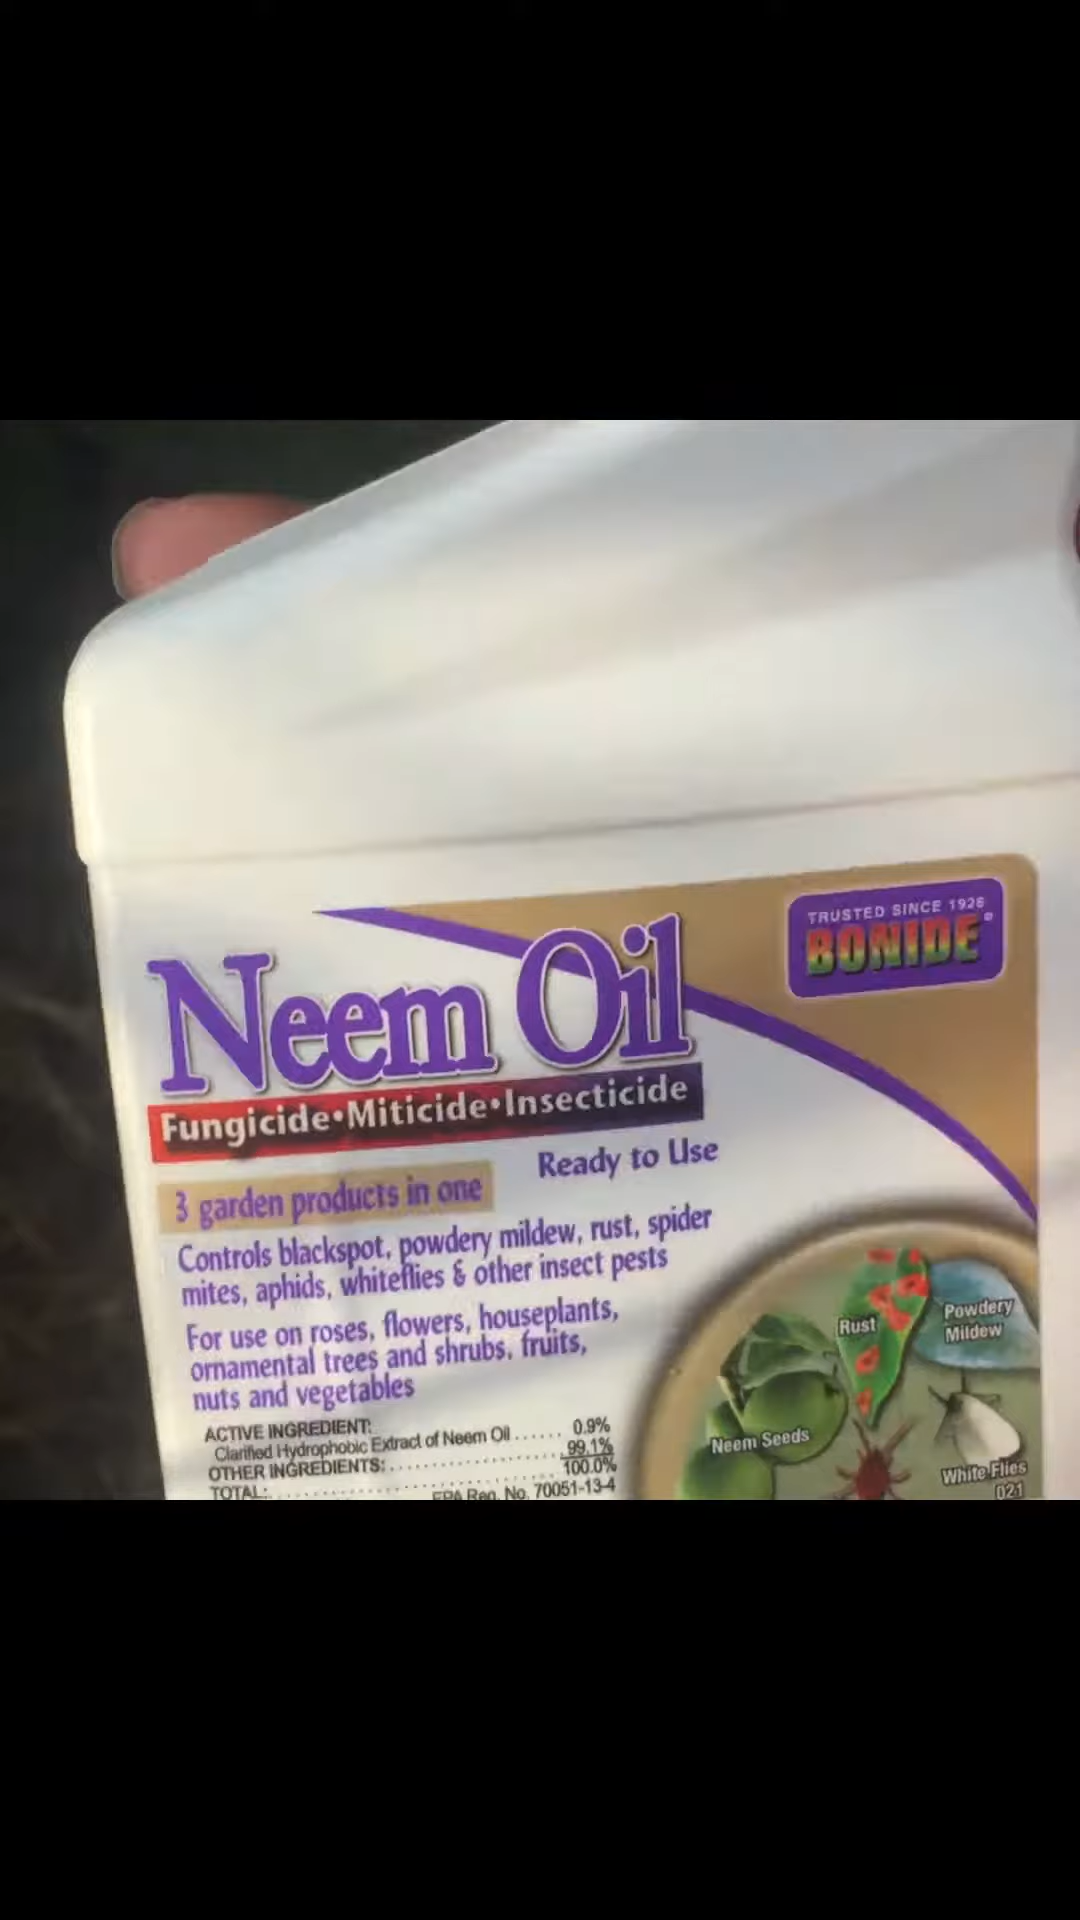 TRUSTED SINCE 1926
BONIDE®
Neem Oil
Fungicide•Miticide•Insecticide
Ready to Use
3 garden products in one
Controls blackspot, powdery mildew, rust, spider
mites, aphids, whiteflies & other insect pests
For use on roses, flowers, houseplants,
ornamental trees and shrubs, fruits,
nuts and vegetables
ACTIVE INGREDIENT:
Clarified Hydrophobic Extract of Neem Oil ...... 0.9%
OTHER INGREDIENTS: ...................... 99.1%
TOTAL: .............................. 100.0%
EPA Reg. No. 70051-13-4
Rust
Powdery
Mildew
Neem Seeds
White Flies
021